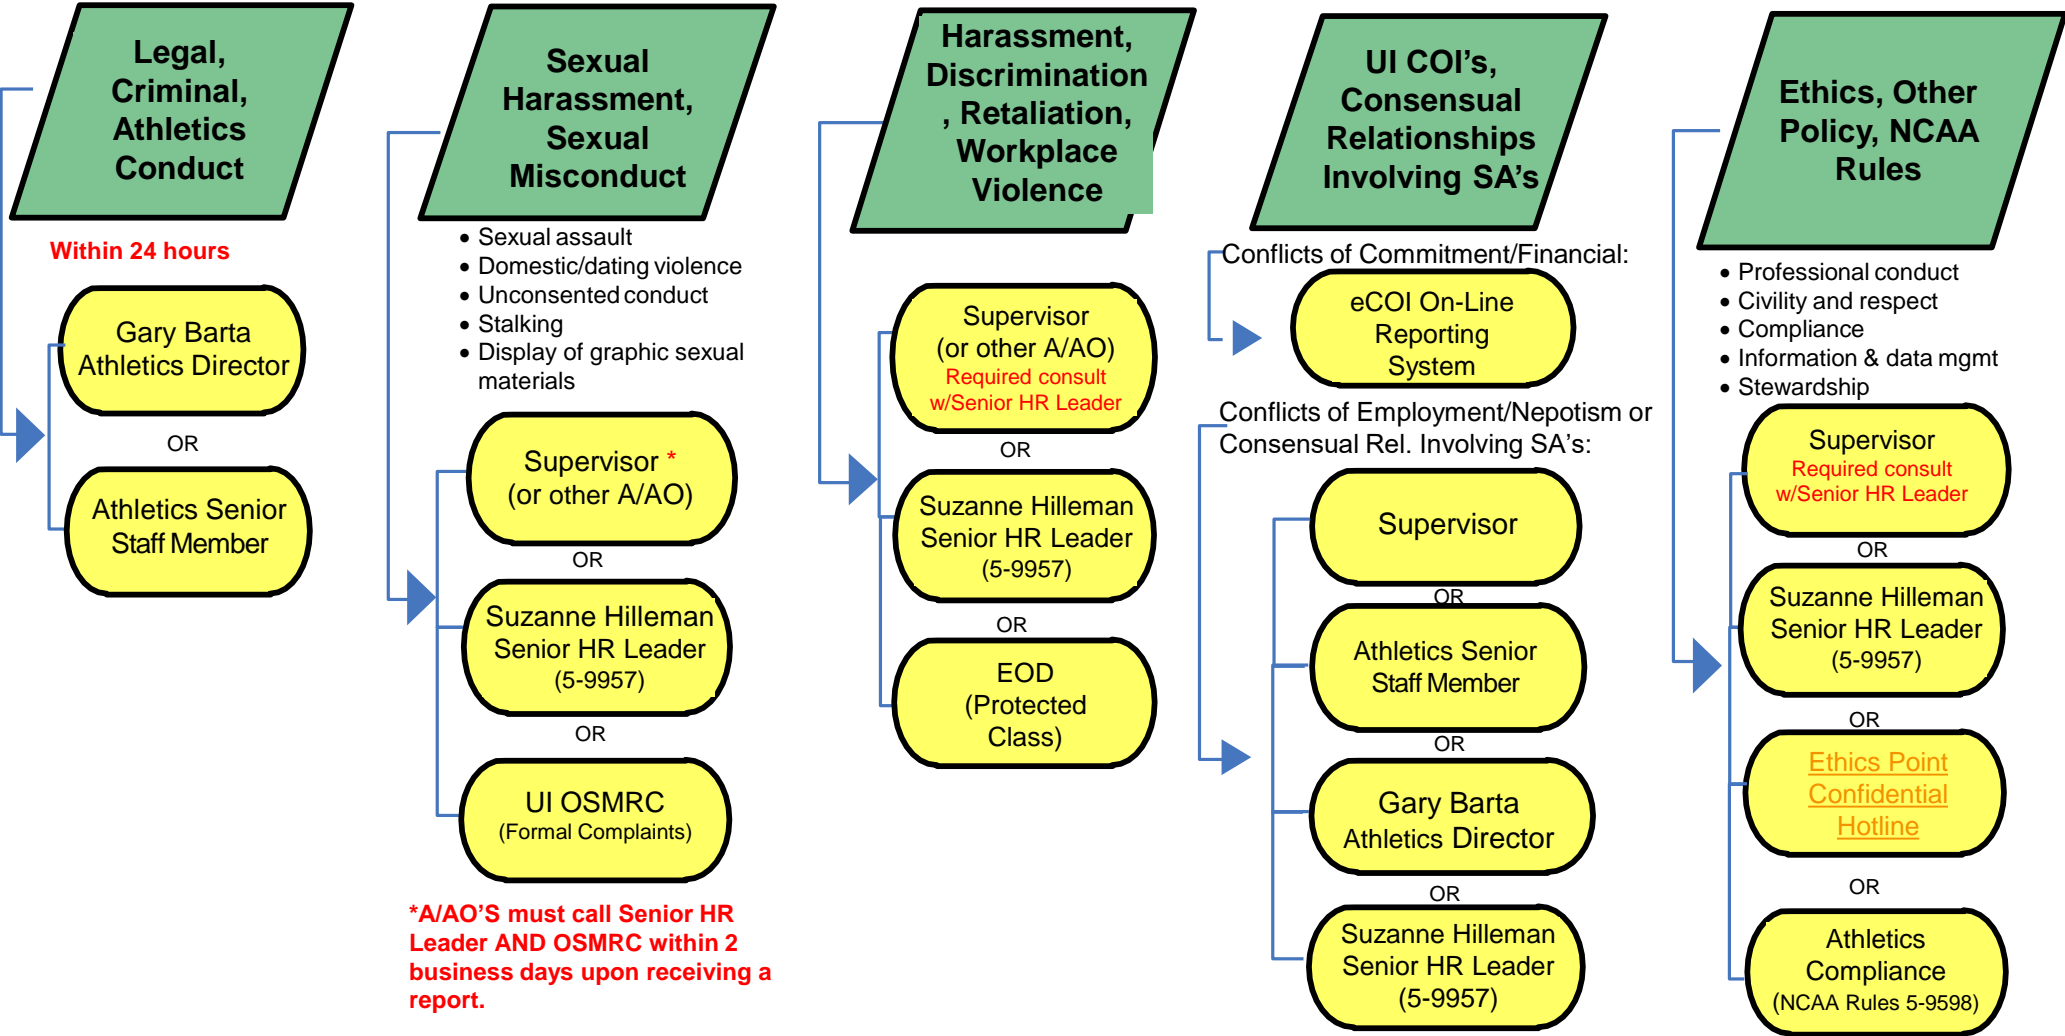 Legal,
Criminal,
Athletics
Conduct
Within 24 hours
Gary Barta
Athletics Director
OR
Athletics Senior
Staff Member
Sexual
Harassment,
Sexual
Misconduct
• Sexual assault
• Domestic/dating violence
• Unconsented conduct
• Stalking
• Display of graphic sexual
materials
Supervisor *
(or other A/AO)
OR
Suzanne Hilleman
Senior HR Leader
(5-9957)
OR
UI OSMRC
(Formal Complaints)
*A/AO'S must call Senior HR
Leader AND OSMRC within 2
business days upon receiving a
report.
Harassment,
Discrimination
, Retaliation,
Workplace
Violence
Supervisor
(or other A/AO)
Required consult
w/Senior HR Leader
OR
Suzanne Hilleman
Senior HR Leader
(5-9957)
OR
EOD
(Protected
Class)
UI COI's,
Consensual
Relationships
Involving SA's
Conflicts of Commitment/Financial:
eCOI On-Line
Reporting
System
Conflicts of Employment/Nepotism or
Consensual Rel. Involving SA's:
Supervisor
OR
Athletics Senior
Staff Member
OR
Gary Barta
Athletics Director
OR
Suzanne Hilleman
Senior HR Leader
(5-9957)
Ethics, Other
Policy, NCAA
Rules
• Professional conduct
• Civility and respect
• Compliance
• Information & data mgmt
• Stewardship
Supervisor
Required consult
w/Senior HR Leader
OR
Suzanne Hilleman
Senior HR Leader
(5-9957)
OR
Ethics Point
Confidential
Hotline
OR
Athletics
Compliance
(NCAA Rules 5-9598)